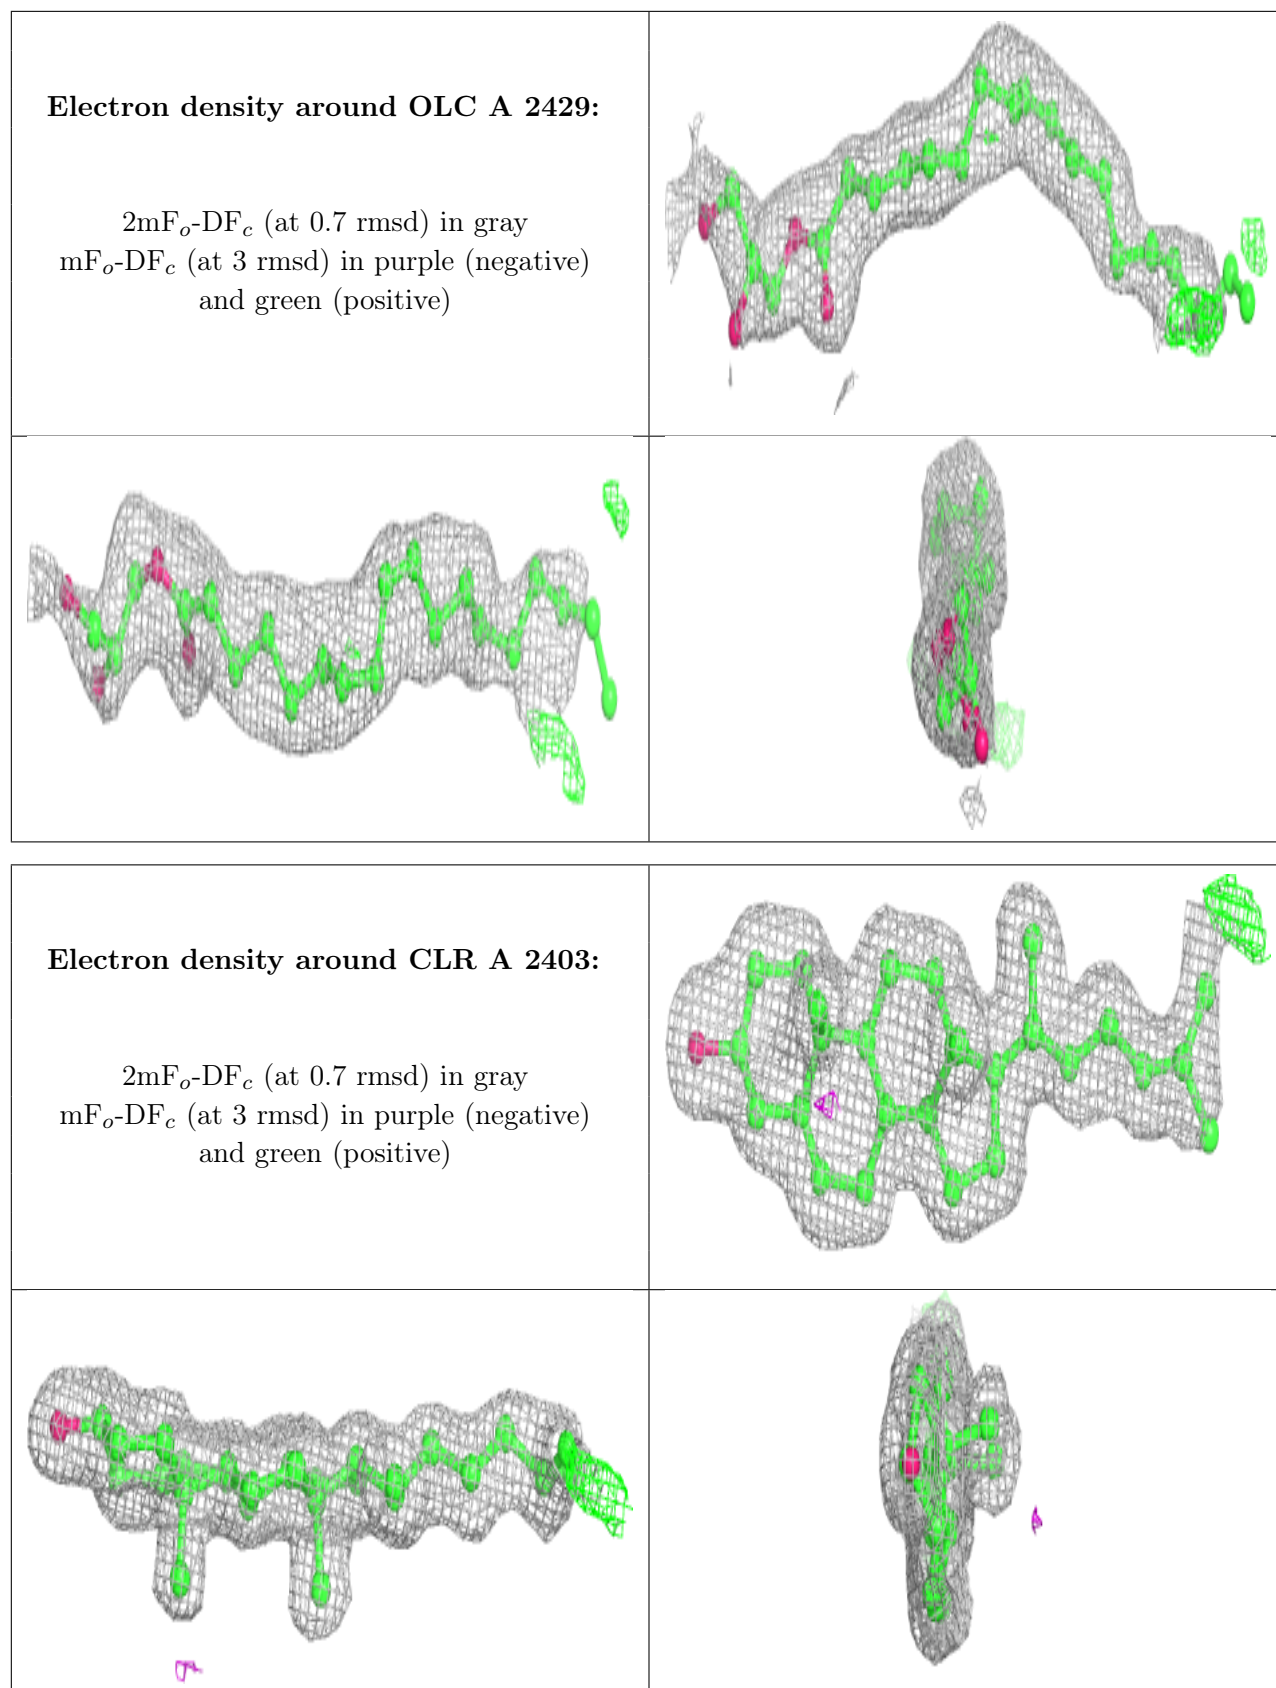 Electron density around OLC A 2429:
2mFo-DFc (at 0.7 rmsd) in gray
mFo-DFc (at 3 rmsd) in purple (negative)
and green (positive)
Electron density around CLR A 2403:
2mFo-DFc (at 0.7 rmsd) in gray
mFo-DFc (at 3 rmsd) in purple (negative)
and green (positive)